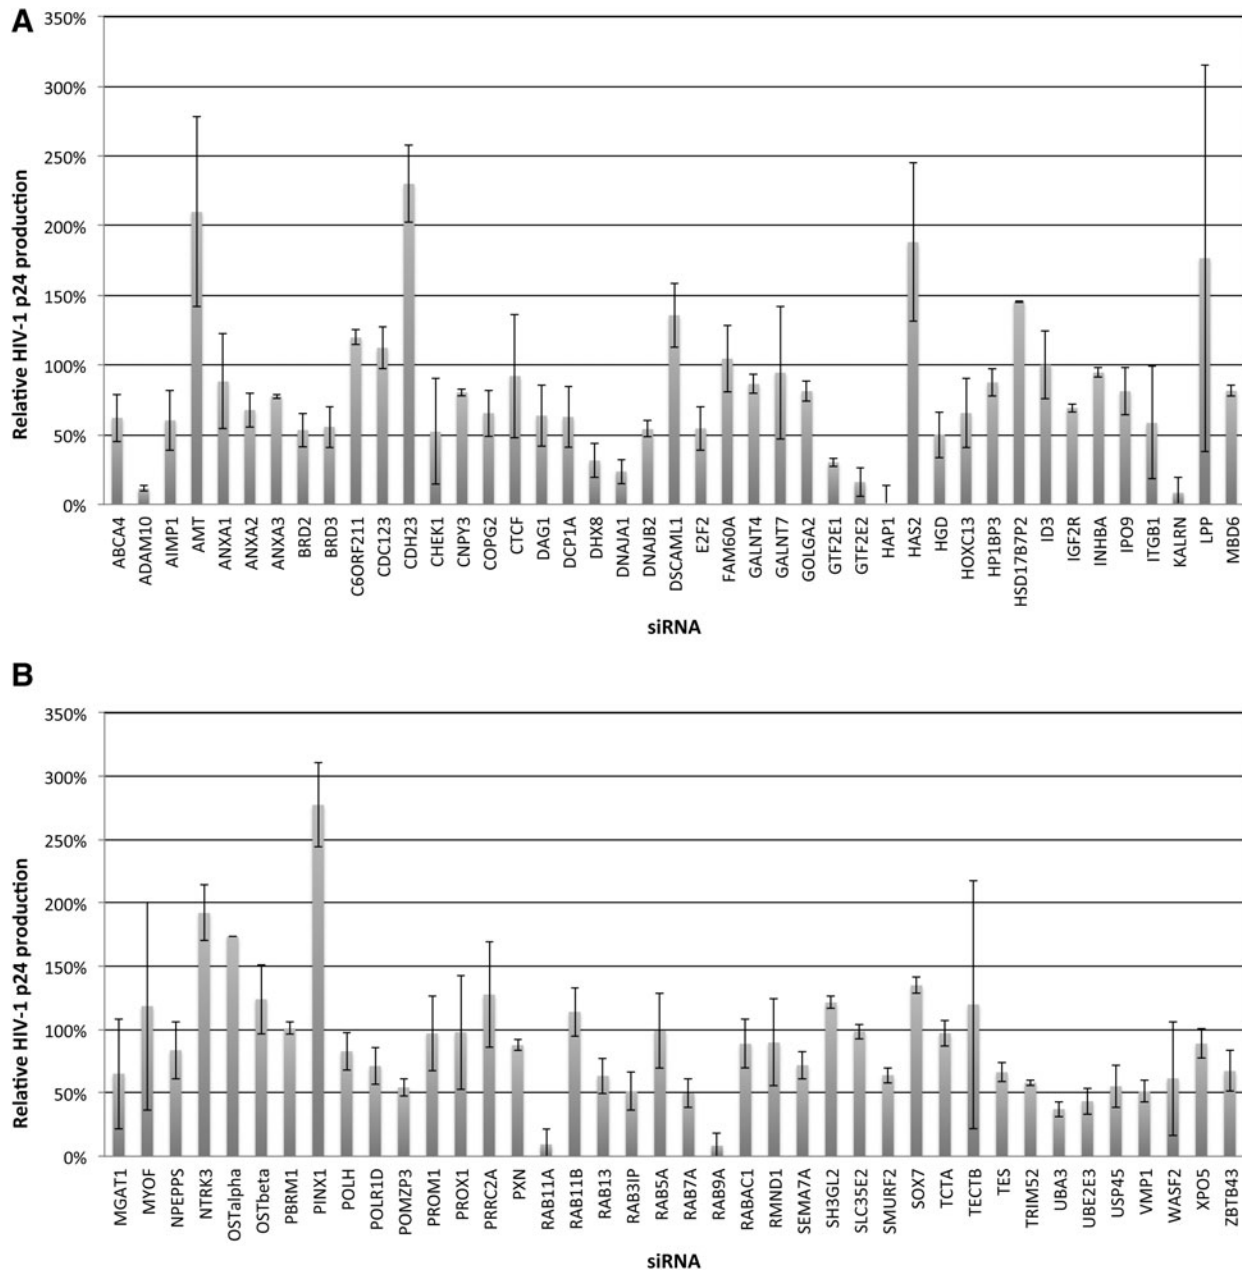 A
350%
300%
250%
200%
150%
100%
50%
0%
Relative HIV-1 p24 production
ABCA4
ADAM10
AIMP1
AMT
ANXA1
ANXA2
ANXA3
BRD2
BRD3
C6ORF211
CDC123
CDH23
CHEK1
CNPY3
COPG2
CTCF
DAG1
DCP1A
DHX8
DNAJA1
DNAJB2
DSCAML1
E2F2
FAM60A
GALNT4
GALNT7
GOLGA2
GTF2E1
GTF2E2
HAP1
HAS2
HGD
HOXC13
HP1BP3
HSD17B7P2
ID3
IGF2R
INHBA
IPO9
ITGB1
KALRN
LPP
MBD6
siRNA
B
350%
300%
250%
200%
150%
100%
50%
0%
Relative HIV-1 p24 production
MGAT1
MYOF
NPEPPS
NTRK3
OSTalpha
OSTbeta
PBRM1
PINX1
POLH
POLR1D
POMZP3
PROM1
PROX1
PRRC2A
PXN
RAB11A
RAB11B
RAB13
RAB3IP
RAB5A
RAB7A
RAB9A
RABAC1
RMND1
SEMA7A
SH3GL2
SLC35E2
SMURF2
SOX7
TCTA
TECTB
TES
TRIM52
UBA3
UBE2E3
USP45
VMP1
WASF2
XPO5
ZBTB43
siRNA